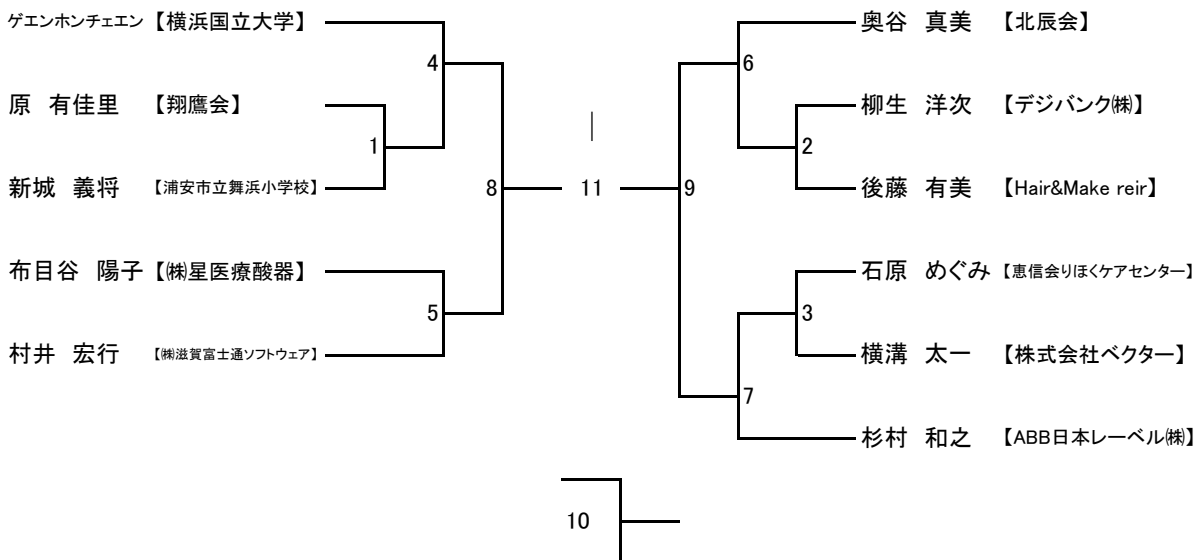 ゲエンホンチェエン 【横浜国立大学】
4
原 有佳里 【翔鷹会】
1
新城 義将 【浦安市立舞浜小学校】
8
布目谷 陽子 【㈱星医療酸器】
5
村井 宏行 【㈱滋賀富士通ソフトウェア】
11
奥谷 真美 【北辰会】
6
柳生 洋次 【デジバンク㈱】
2
後藤 有美 【Hair&Make reir】
9
石原 めぐみ 【恵信会りほくケアセンター】
3
横溝 太一 【株式会社ベクター】
7
杉村 和之 【ABB日本レーベル㈱】
10